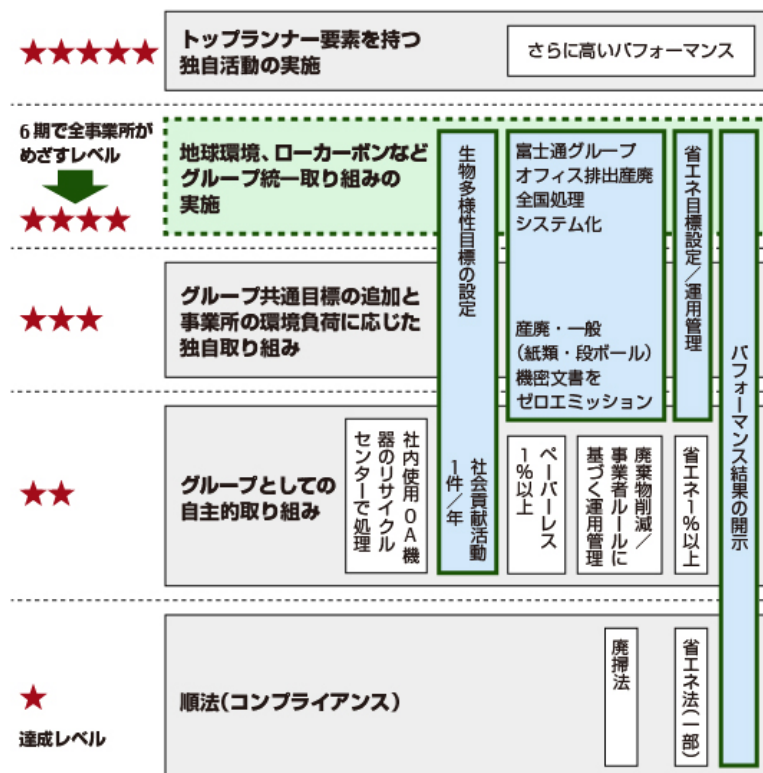 ★★★★★
トップランナー要素を持つ
独自活動の実施
さらに高いパフォーマンス
6期で全事業所が
めざすレベル
★★★★
地球環境、ローカーボンなど
グループ統一取り組みの
実施
生物多様性目標の設定
社会貢献活動
1件/年
富士通グループ
オフィス排出産廃
全国処理
システム化
産廃・一般
(紙類・段ボール)
機密文書を
ゼロエミッション
省エネ目標設定/運用管理
パフォーマンス結果の開示
★★★
グループ共通目標の追加と
事業所の環境負荷に応じた
独自取り組み
★★
グループとしての
自主的取り組み
社内使用OA機
器のリサイクル
センターで処理
ペーパーレス
1%以上
廃棄物削減/
事業者ルールに
基づく運用管理
省エネ1%以上
★
達成レベル
順法(コンプライアンス)
廃掃法
省エネ法(一部)